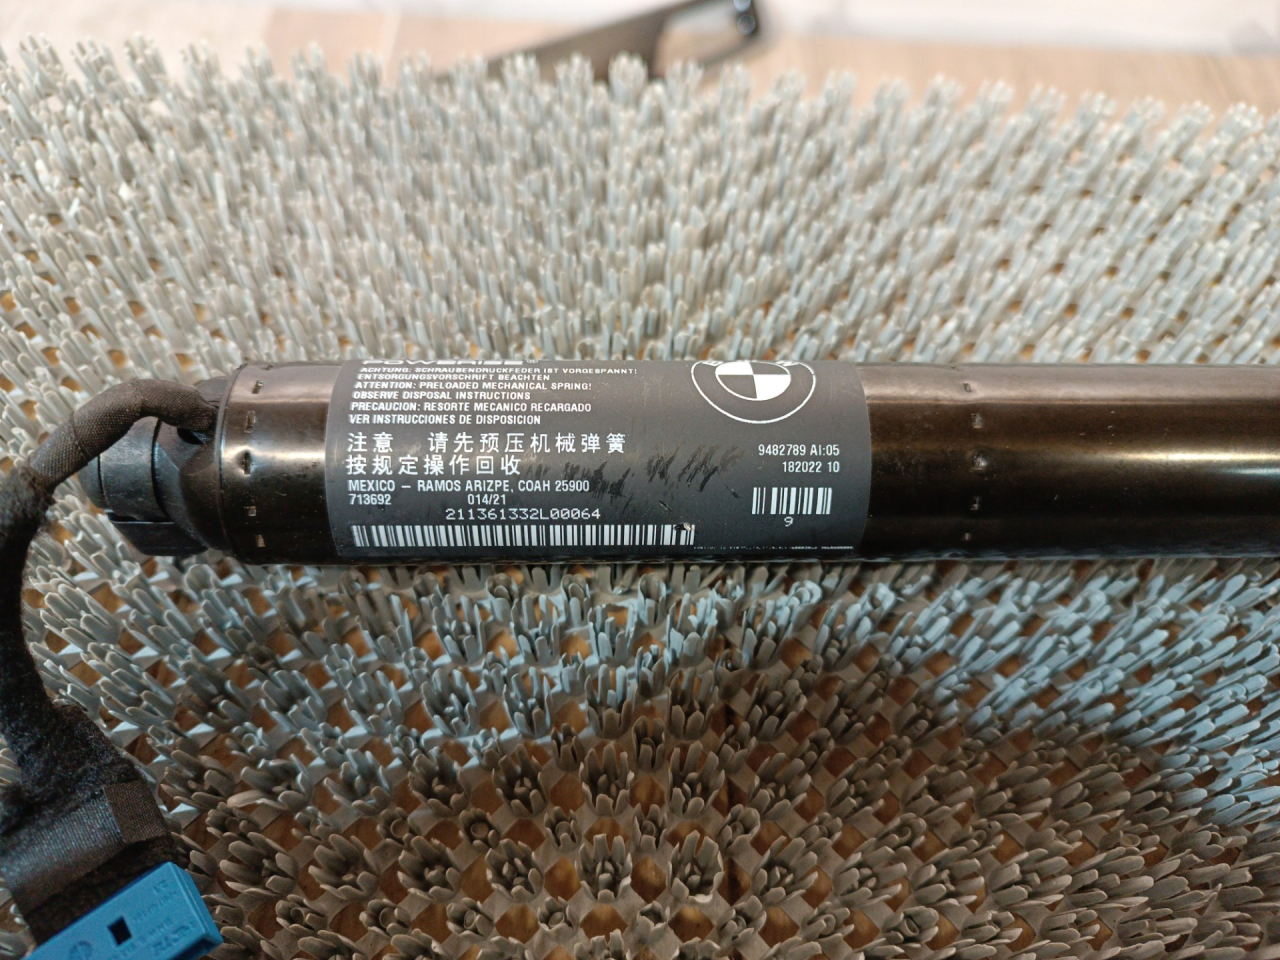 POWERISE
ACHTUNG: SCHRAUBENDRUCKFEDER IST VORGESPANNT!
ENTSORGUNGSVORSCHRIFT BEACHTEN
ATTENTION: PRELOADED MECHANICAL SPRING!
OBSERVE DISPOSAL INSTRUCTIONS
PRECAUCION: RESORTE MECANICO RECARGADO
VER INSTRUCCIONES DE DISPOSICION
注意 请先预压机械弹簧
按规定操作回收
MEXICO – RAMOS ARIZPE, COAH 25900
713692 014/21
211361332L00064
9482789 AI:05
182022 10
9